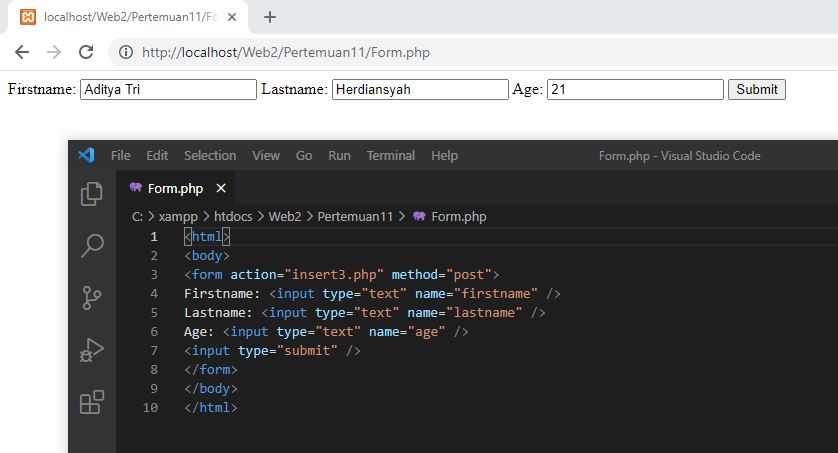 localhost/Web2/Pertemuan11/Fo
http://localhost/Web2/Pertemuan11/Form.php
Firstname: Aditya Tri Lastname: Herdiansyah Age: 21 Submit
File Edit Selection View Go Run Terminal Help Form.php - Visual Studio Code
Form.php
C: > xampp > htdocs > Web2 > Pertemuan11 > Form.php
1 <html>
2 <body>
3 <form action="insert3.php" method="post">
4 Firstname: <input type="text" name="firstname" />
5 Lastname: <input type="text" name="lastname" />
6 Age: <input type="text" name="age" />
7 <input type="submit" />
8 </form>
9 </body>
10 </html>